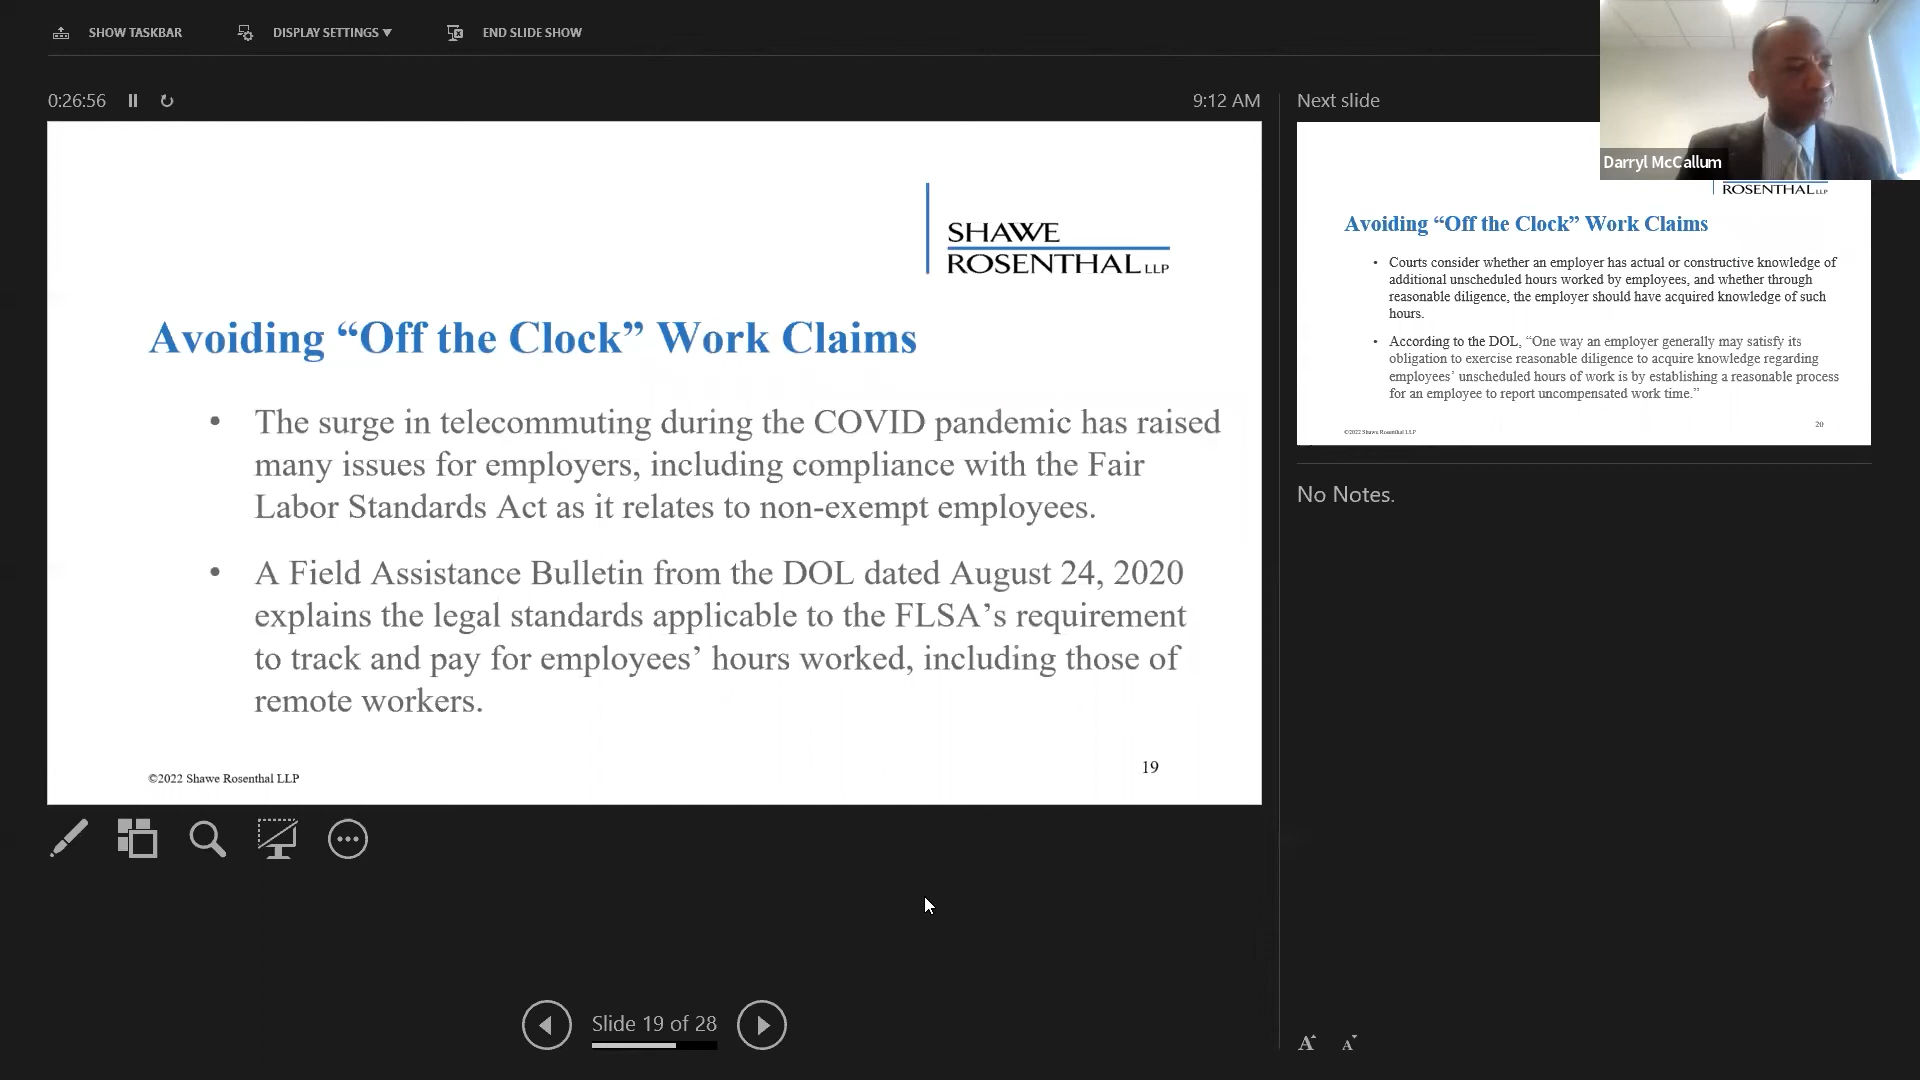 SHOW TASKBAR
DISPLAY SETTINGS ▼
END SLIDE SHOW
0:26:56
9:12 AM
Next slide
Darryl McCallum
SHAWE
ROSENTHAL LLP
Avoiding “Off the Clock” Work Claims
• The surge in telecommuting during the COVID pandemic has raised
many issues for employers, including compliance with the Fair
Labor Standards Act as it relates to non-exempt employees.
• A Field Assistance Bulletin from the DOL dated August 24, 2020
explains the legal standards applicable to the FLSA’s requirement
to track and pay for employees’ hours worked, including those of
remote workers.
©2022 Shawe Rosenthal LLP
19
ROSENTHAL LLP
Avoiding “Off the Clock” Work Claims
• Courts consider whether an employer has actual or constructive knowledge of
additional unscheduled hours worked by employees, and whether through
reasonable diligence, the employer should have acquired knowledge of such
hours.
• According to the DOL, “One way an employer generally may satisfy its
obligation to exercise reasonable diligence to acquire knowledge regarding
employees’ unscheduled hours of work is by establishing a reasonable process
for an employee to report uncompensated work time.”
©2022 Shawe Rosenthal LLP
20
No Notes.
Slide 19 of 28
A A